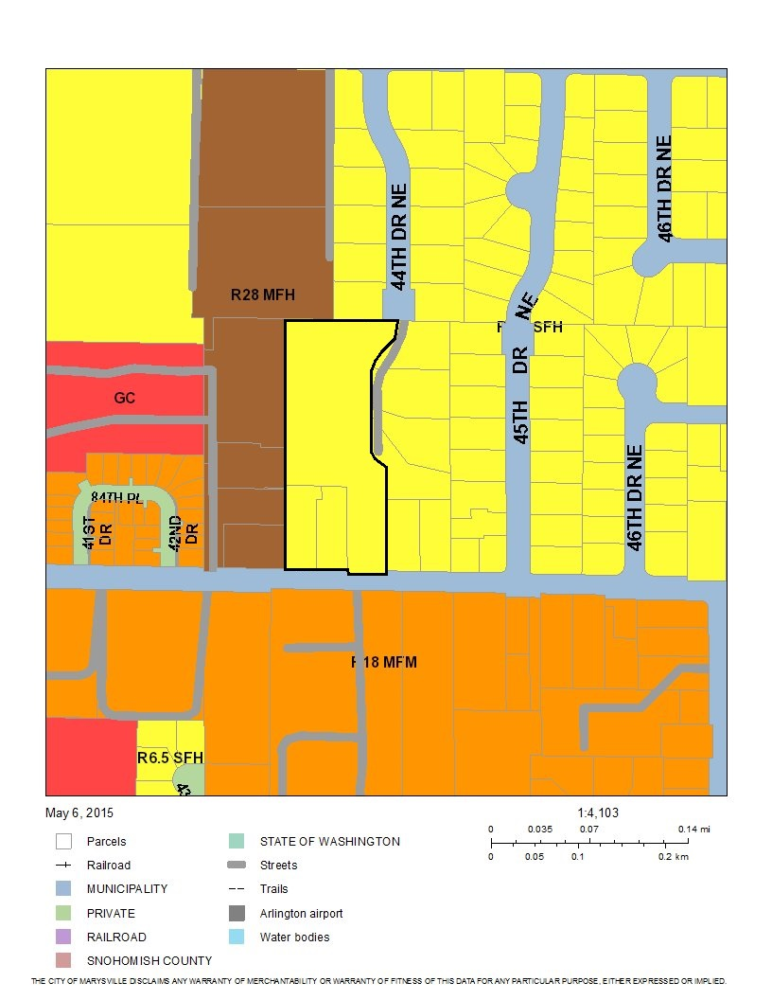 44TH DR NE
46TH DR NE
R28 MFH
NE
SFH
45TH DR
GC
84TH PL
41ST DR
42ND DR
46TH DR NE
R18 MFM
R6.5 SFH
May 6, 2015
1:4,103
0 0.035 0.07 0.14 mi
0 0.05 0.1 0.2 km
Parcels
Railroad
MUNICIPALITY
PRIVATE
RAILROAD
SNOHOMISH COUNTY
STATE OF WASHINGTON
Streets
Trails
Arlington airport
Water bodies
THE CITY OF MARYSVILLE DISCLAIMS ANY WARRANTY OF MERCHANTABILITY OR WARRANTY OF FITNESS OF THIS DATA FOR ANY PARTICULAR PURPOSE, EITHER EXPRESSED OR IMPLIED.